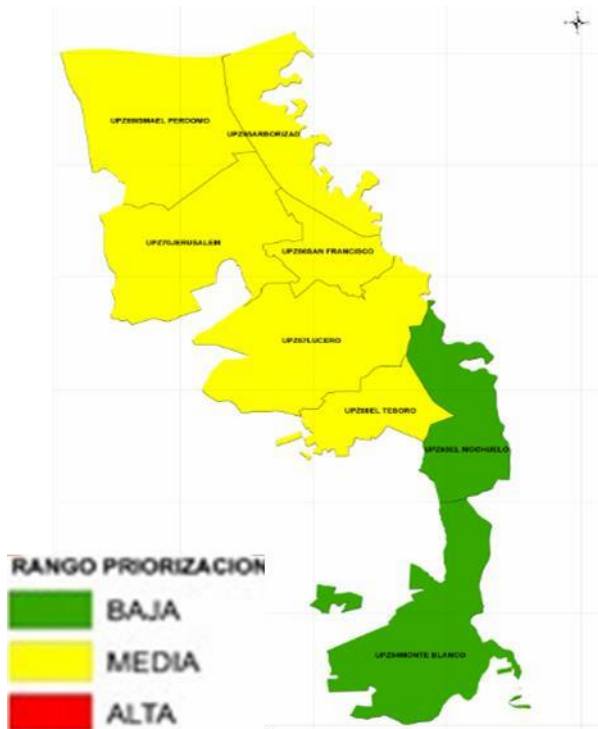 UPZ69ISMAEL PERDOMO
UPZ65ARBORIZAD
UPZ70JERUSALEM
UPZ66SAN FRANCISCO
UPZ67LUCERO
UPZ68EL TESORO
UPZ63EL MOCHUELO
UPZ64MONTE BLANCO
RANGO PRIORIZACION
BAJA
MEDIA
ALTA